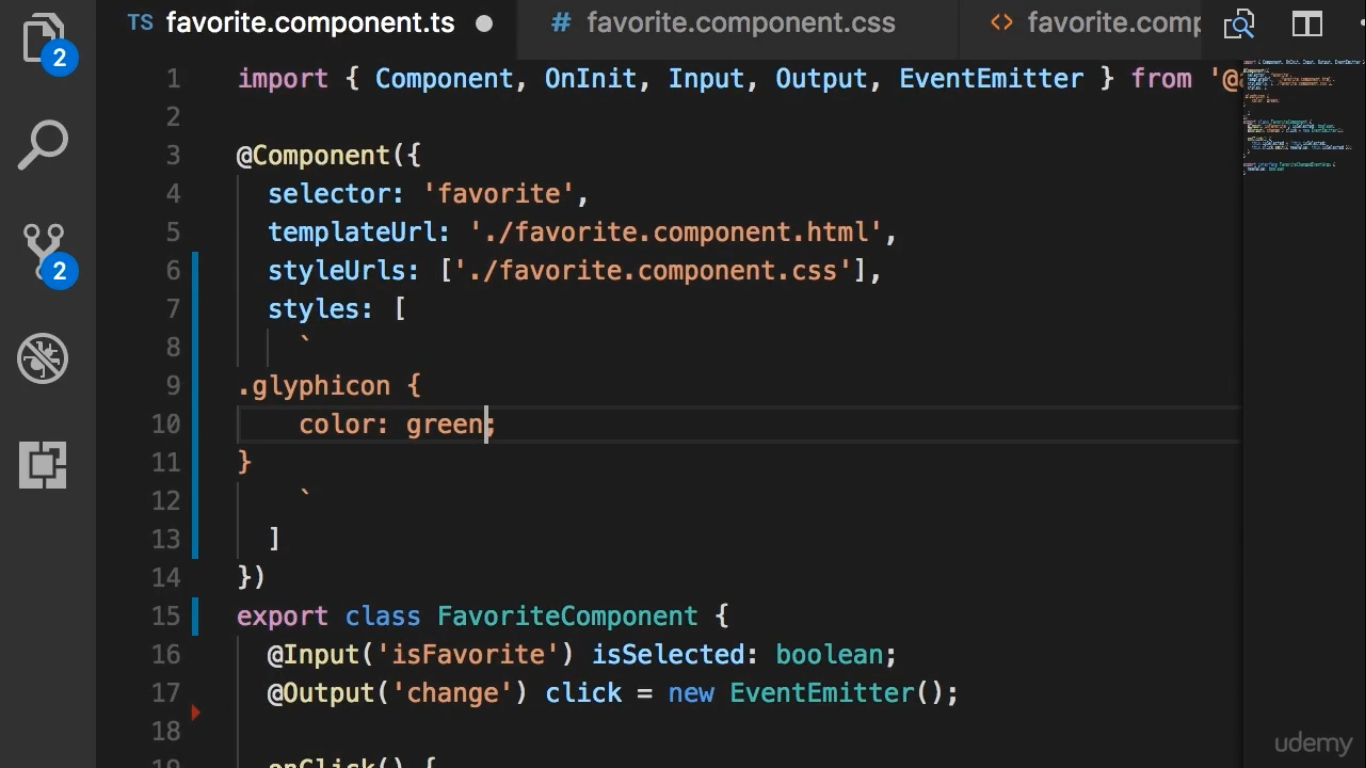 TS favorite.component.ts # favorite.component.css <> favorite.comp
2
2
1 import { Component, OnInit, Input, Output, EventEmitter } from '@
2
3 @Component({
4 selector: 'favorite',
5 templateUrl: './favorite.component.html',
6 styleUrls: ['./favorite.component.css'],
7 styles: [
8 `
9 .glyphicon {
10 color: green;
11 }
12 `
13 ]
14 })
15 export class FavoriteComponent {
16 @Input('isFavorite') isSelected: boolean;
17 @Output('change') click = new EventEmitter();
18
19 onClick() {
udemy